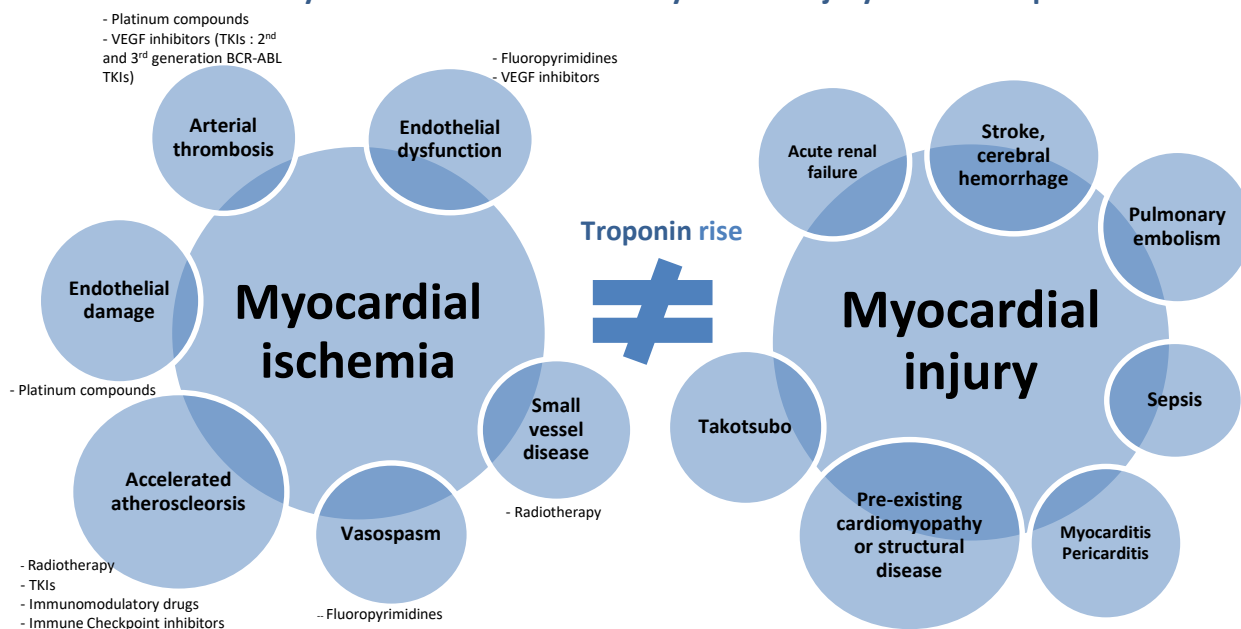 - Platinum compounds
- VEGF inhibitors (TKIs : 2nd
and 3rd generation BCR-ABL
TKIs)
- Fluoropyrimidines
- VEGF inhibitors
Arterial
thrombosis
Endothelial
dysfunction
Endothelial
damage
- Platinum compounds
Myocardial
ischemia
Small
vessel
disease
- Radiotherapy
Accelerated
atheroscleorsis
- Radiotherapy
- TKIs
- Immunomodulatory drugs
- Immune Checkpoint inhibitors
Vasospasm
-- Fluoropyrimidines
Troponin rise
≠
Acute renal
failure
Stroke,
cerebral
hemorrhage
Pulmonary
embolism
Myocardial
injury
Sepsis
Takotsubo
Pre-existing
cardiomyopathy
or structural
disease
Myocarditis
Pericarditis